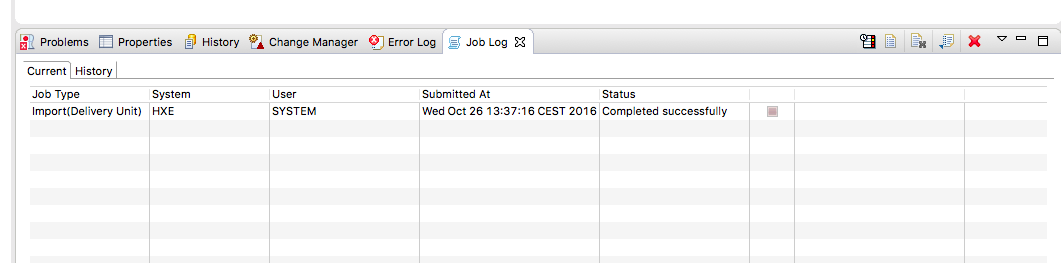 Problems Properties History Change Manager Error Log Job Log
Current History
Job Type System User Submitted At Status
Import(Delivery Unit) HXE SYSTEM Wed Oct 26 13:37:16 CEST 2016 Completed successfully